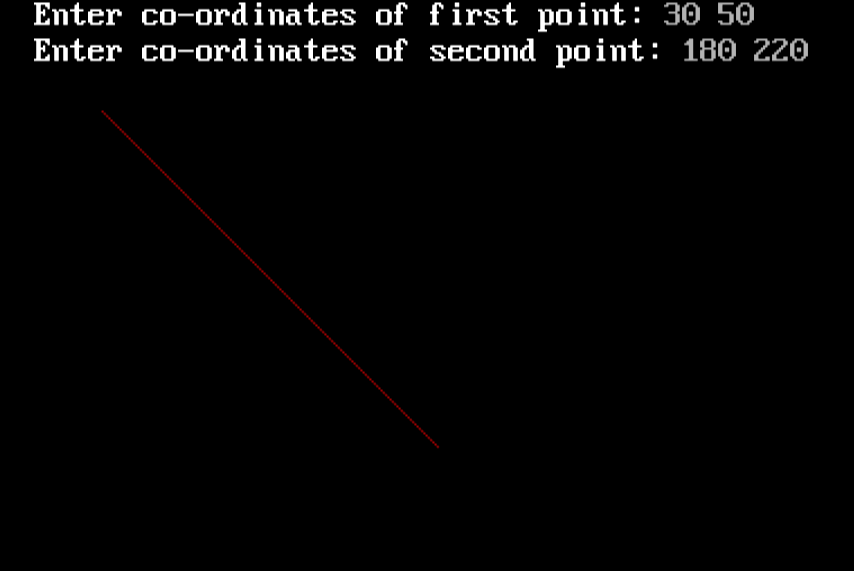 Enter co-ordinates of first point: 30 50
Enter co-ordinates of second point: 180 220